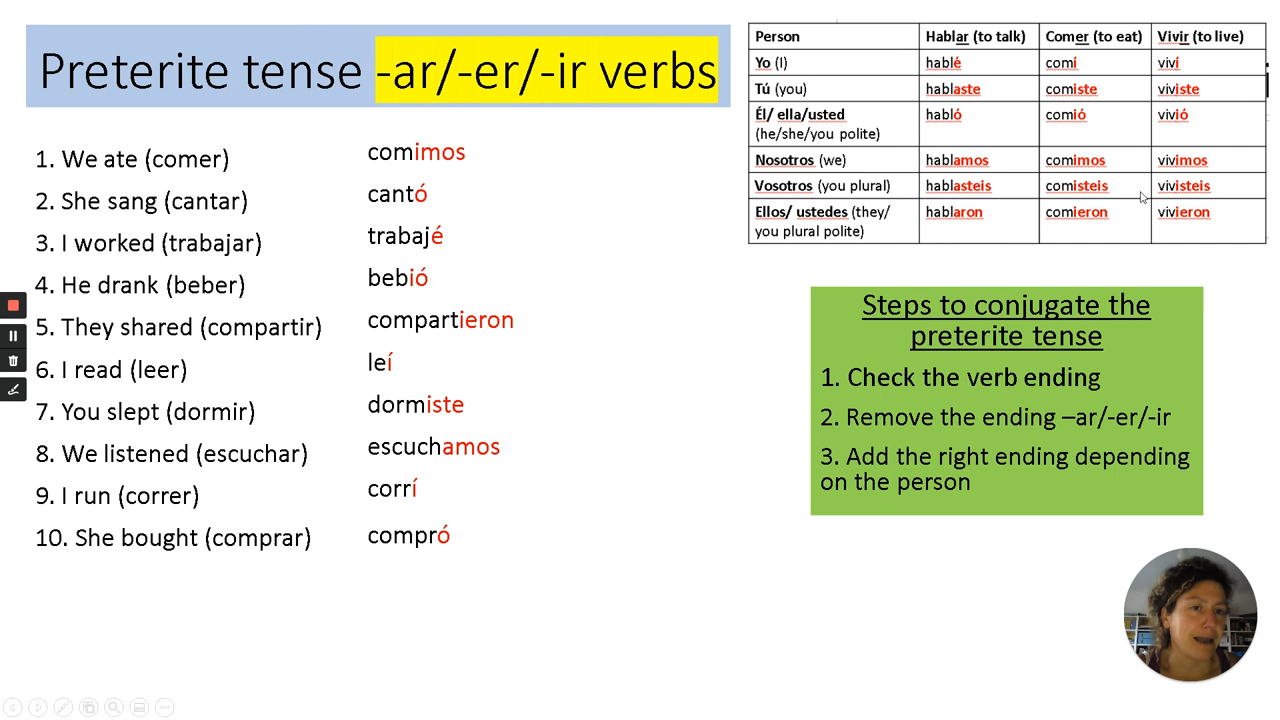 Preterite tense -ar/-er/-ir verbs
1. We ate (comer) comimos
2. She sang (cantar) cantó
3. I worked (trabajar) trabajé
4. He drank (beber) bebió
5. They shared (compartir) compartieron
6. I read (leer) leí
7. You slept (dormir) dormiste
8. We listened (escuchar) escuchamos
9. I run (correr) corrí
10. She bought (comprar) compró
Person Hablar (to talk) Comer (to eat) Vivir (to live)
Yo (I) hablé comí viví
Tú (you) hablaste comiste viviste
Él/ ella/usted habló comió vivió
(he/she/you polite)
Nosotros (we) hablamos comimos vivimos
Vosotros (you plural) hablasteis comisteis vivisteis
Ellos/ ustedes (they/ hablaron comieron vivieron
you plural polite)
Steps to conjugate the
preterite tense
1. Check the verb ending
2. Remove the ending –ar/-er/-ir
3. Add the right ending depending
on the person